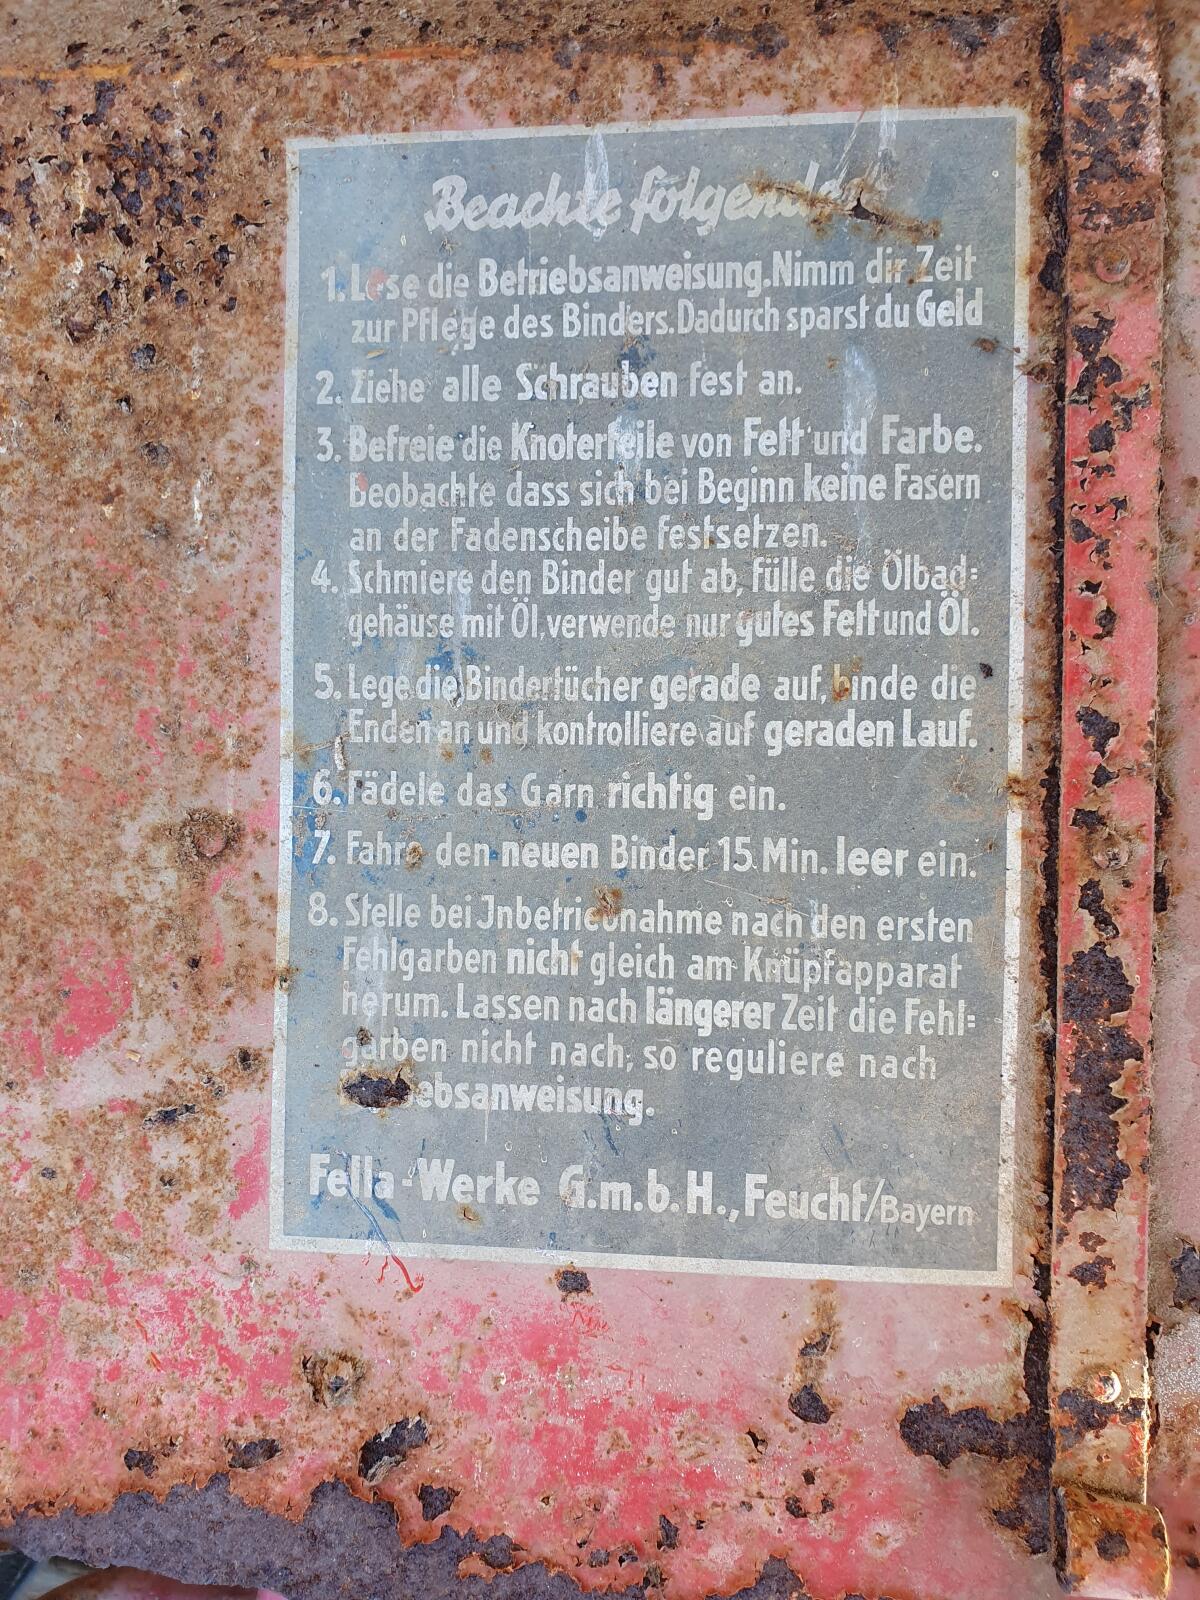 Beachte folgendes
1. Lese die Betriebsanweisung. Nimm dir Zeit
zur Pflege des Binders. Dadurch sparst du Geld
2. Ziehe alle Schrauben fest an.
3. Befreie die Knoterteile von Fett und Farbe.
Beobachte dass sich bei Beginn keine Fasern
an der Fadenscheibe festsetzen.
4. Schmiere den Binder gut ab, fülle die Ölbad=
gehäuse mit Öl, verwende nur gutes Fett und Öl.
5. Lege die Bindertücher gerade auf, binde die
Enden an und kontrolliere auf geraden Lauf.
6. Fädele das Garn richtig ein.
7. Fahre den neuen Binder 15 Min. leer ein.
8. Stelle bei Jnbetriebnahme nach den ersten
Fehlgarben nicht gleich am Knüpfapparat
herum. Lassen nach längerer Zeit die Fehl=
garben nicht nach, so reguliere nach
ebsanweisung.
Fella-Werke G.m.b.H., Feucht/Bayern